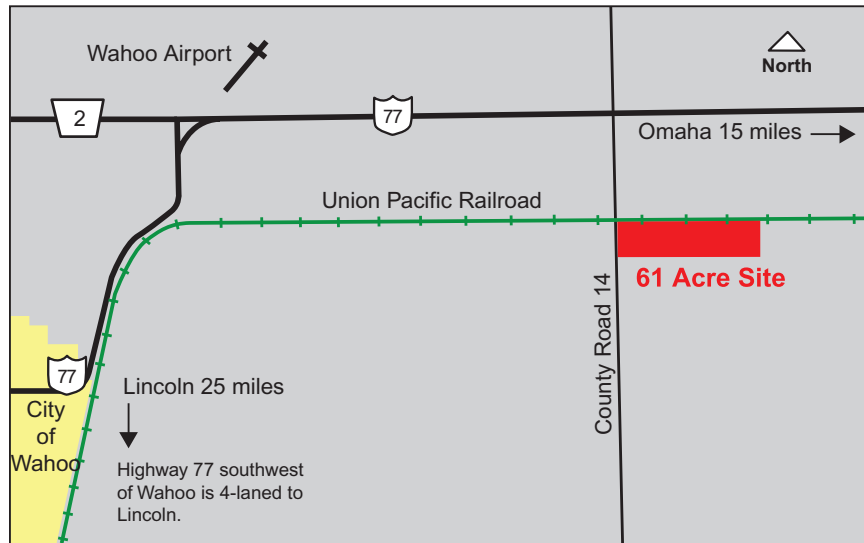 Wahoo Airport
North
2
77
Omaha 15 miles
Union Pacific Railroad
61 Acre Site
County Road 14
77
Lincoln 25 miles
City
of
Wahoo
Highway 77 southwest
of Wahoo is 4-laned to
Lincoln.